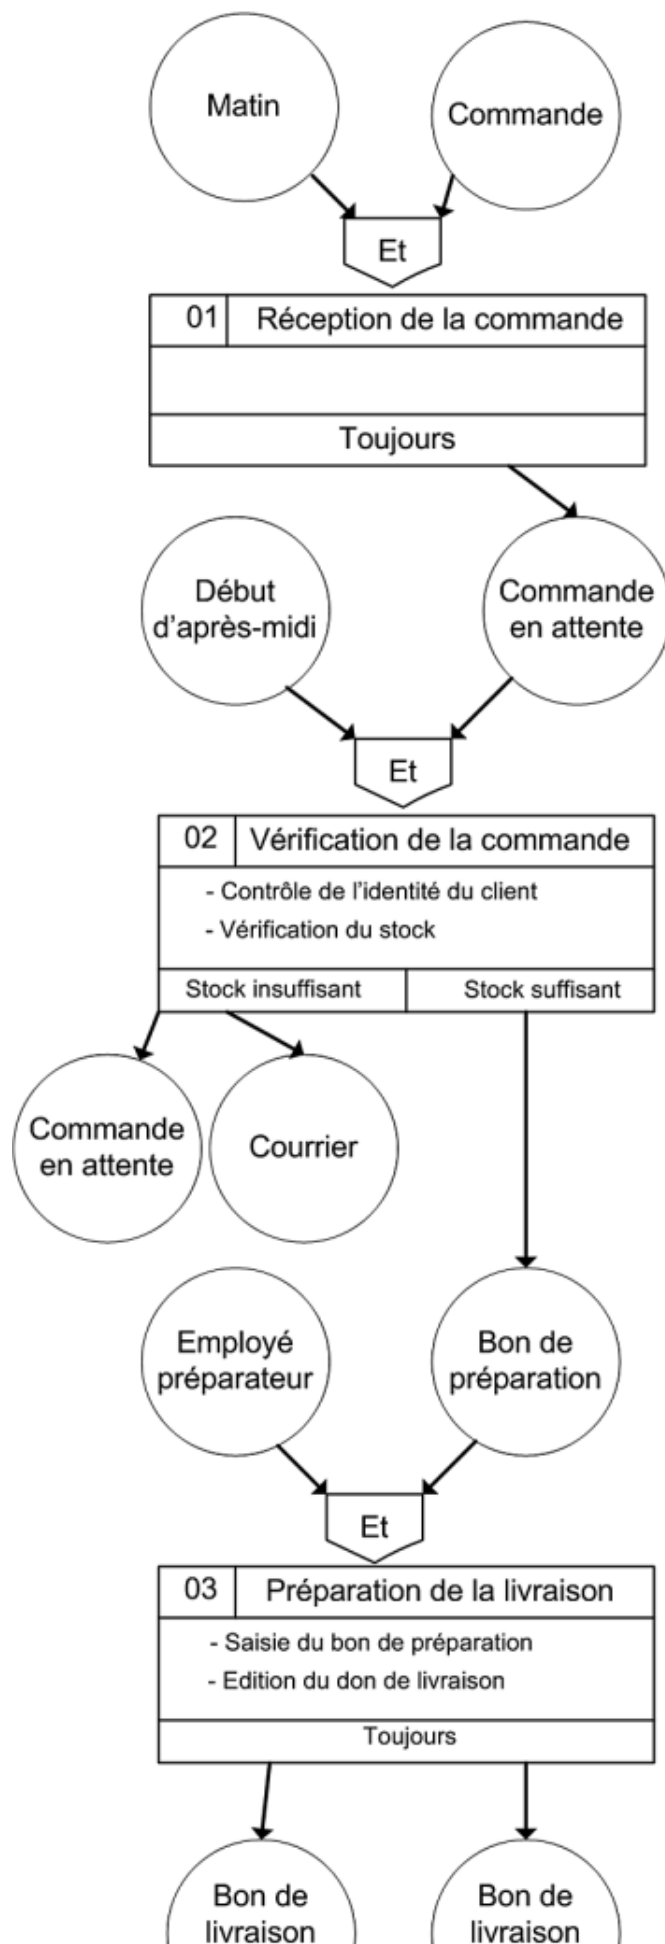 Matin
Commande
Et
01
Réception de la commande
Toujours
Début
d'après-midi
Commande
en attente
Et
02
Vérification de la commande
- Contrôle de l'identité du client
- Vérification du stock
Stock insuffisant
Stock suffisant
Commande
en attente
Courrier
Employé
préparateur
Bon de
préparation
Et
03
Préparation de la livraison
- Saisie du bon de préparation
- Edition du don de livraison
Toujours
Bon de
livraison
Bon de
livraison